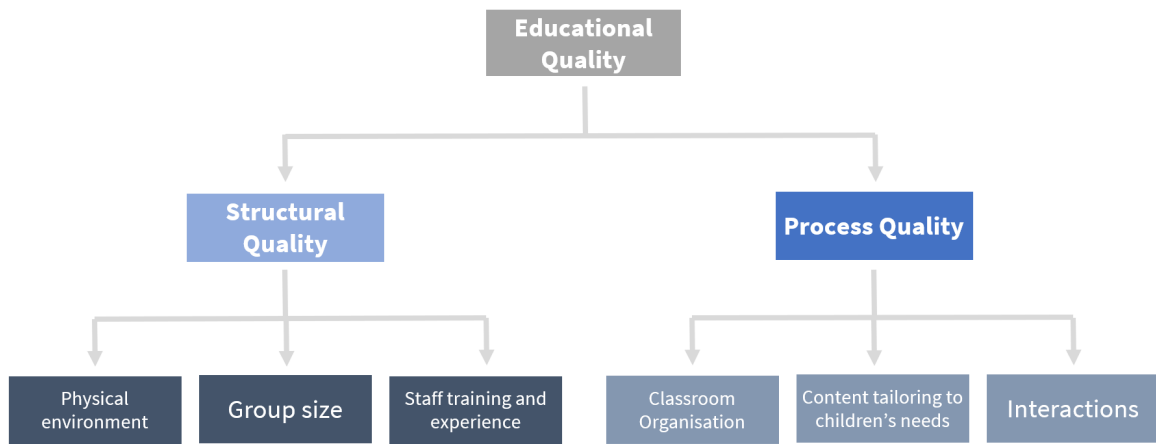 Educational
Quality
Structural
Quality
Process Quality
Physical
environment
Group size
Staff training and
experience
Classroom
Organisation
Content tailoring to
children’s needs
Interactions